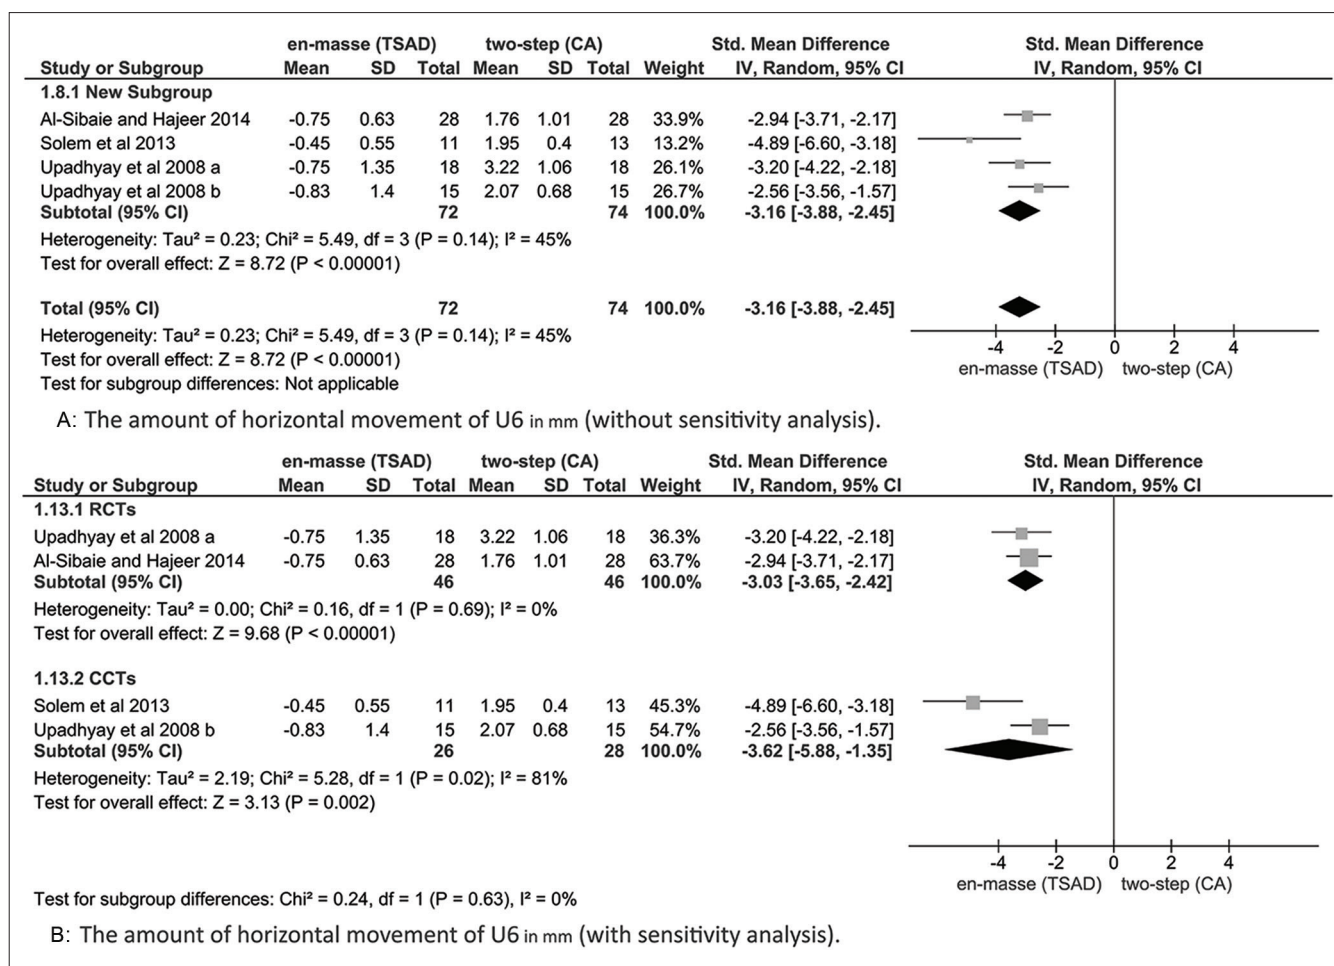 en-masse (TSAD) two-step (CA) Std. Mean Difference Std. Mean Difference
Study or Subgroup Mean SD Total Mean SD Total Weight IV, Random, 95% CI IV, Random, 95% CI
1.8.1 New Subgroup
Al-Sibaie and Hajeer 2014 -0.75 0.63 28 1.76 1.01 28 33.9% -2.94 [-3.71, -2.17]
Solem et al 2013 -0.45 0.55 11 1.95 0.4 13 13.2% -4.89 [-6.60, -3.18]
Upadhyay et al 2008 a -0.75 1.35 18 3.22 1.06 18 26.1% -3.20 [-4.22, -2.18]
Upadhyay et al 2008 b -0.83 1.4 15 2.07 0.68 15 26.7% -2.56 [-3.56, -1.57]
Subtotal (95% CI) 72 74 100.0% -3.16 [-3.88, -2.45]
Heterogeneity: Tau² = 0.23; Chi² = 5.49, df = 3 (P = 0.14); I² = 45%
Test for overall effect: Z = 8.72 (P < 0.00001)
Total (95% CI) 72 74 100.0% -3.16 [-3.88, -2.45]
Heterogeneity: Tau² = 0.23; Chi² = 5.49, df = 3 (P = 0.14); I² = 45%
Test for overall effect: Z = 8.72 (P < 0.00001)
Test for subgroup differences: Not applicable
-4 -2 0 2 4
en-masse (TSAD) two-step (CA)
A: The amount of horizontal movement of U6 in mm (without sensitivity analysis).
en-masse (TSAD) two-step (CA) Std. Mean Difference Std. Mean Difference
Study or Subgroup Mean SD Total Mean SD Total Weight IV, Random, 95% CI IV, Random, 95% CI
1.13.1 RCTs
Upadhyay et al 2008 a -0.75 1.35 18 3.22 1.06 18 36.3% -3.20 [-4.22, -2.18]
Al-Sibaie and Hajeer 2014 -0.75 0.63 28 1.76 1.01 28 63.7% -2.94 [-3.71, -2.17]
Subtotal (95% CI) 46 46 100.0% -3.03 [-3.65, -2.42]
Heterogeneity: Tau² = 0.00; Chi² = 0.16, df = 1 (P = 0.69); I² = 0%
Test for overall effect: Z = 9.68 (P < 0.00001)
1.13.2 CCTs
Solem et al 2013 -0.45 0.55 11 1.95 0.4 13 45.3% -4.89 [-6.60, -3.18]
Upadhyay et al 2008 b -0.83 1.4 15 2.07 0.68 15 54.7% -2.56 [-3.56, -1.57]
Subtotal (95% CI) 26 28 100.0% -3.62 [-5.88, -1.35]
Heterogeneity: Tau² = 2.19; Chi² = 5.28, df = 1 (P = 0.02); I² = 81%
Test for overall effect: Z = 3.13 (P = 0.002)
-4 -2 0 2 4
en-masse (TSAD) two-step (CA)
Test for subgroup differences: Chi² = 0.24, df = 1 (P = 0.63), I² = 0%
B: The amount of horizontal movement of U6 in mm (with sensitivity analysis).